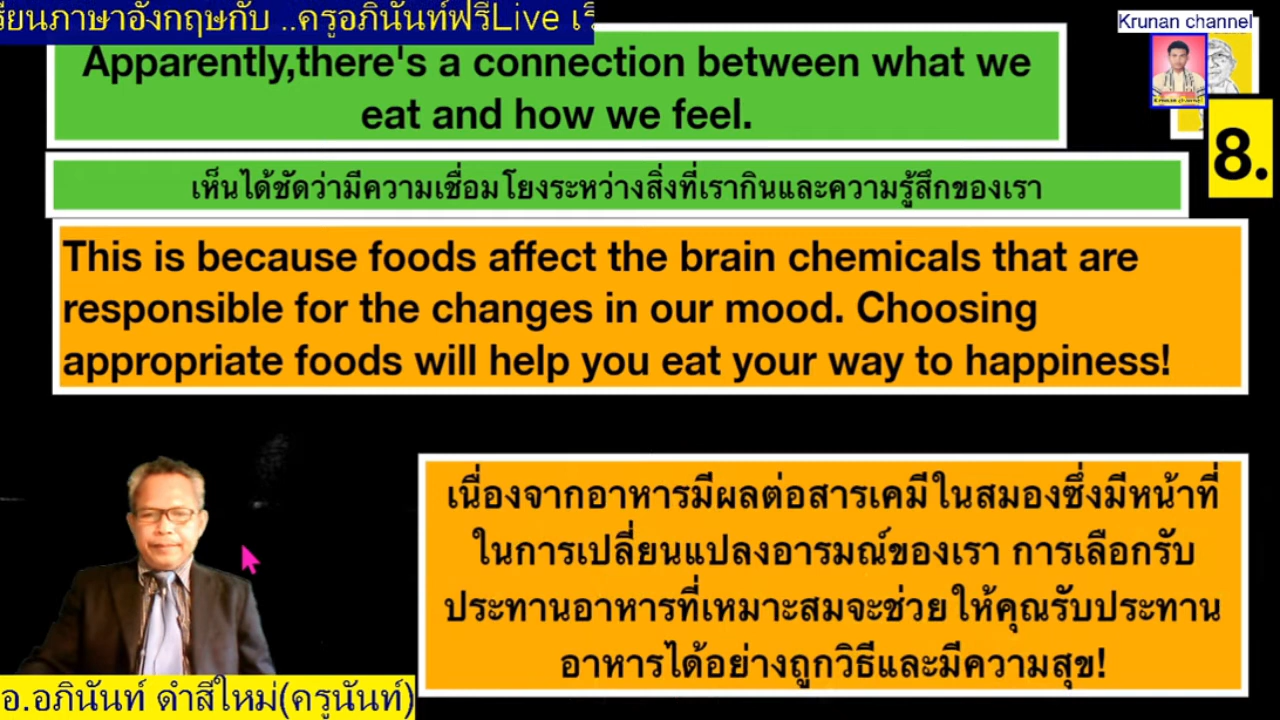 รียนภาษาอังกฤษกับ ..ครูอภินันท์ฟรีLive เรี
Krunan channel
Apparently,there's a connection between what we
eat and how we feel.
8.
เห็นได้ชัดว่ามีความเชื่อมโยงระหว่างสิ่งที่เรากินและความรู้สึกของเรา
This is because foods affect the brain chemicals that are
responsible for the changes in our mood. Choosing
appropriate foods will help you eat your way to happiness!
เนื่องจากอาหารมีผลต่อสารเคมีในสมองซึ่งมีหน้าที่
ในการเปลี่ยนแปลงอารมณ์ของเรา การเลือกรับ
ประทานอาหารที่เหมาะสมจะช่วยให้คุณรับประทาน
อาหารได้อย่างถูกวิธีและมีความสุข!
อ.อภินันท์ ดำสีใหม่(ครูนันท์)